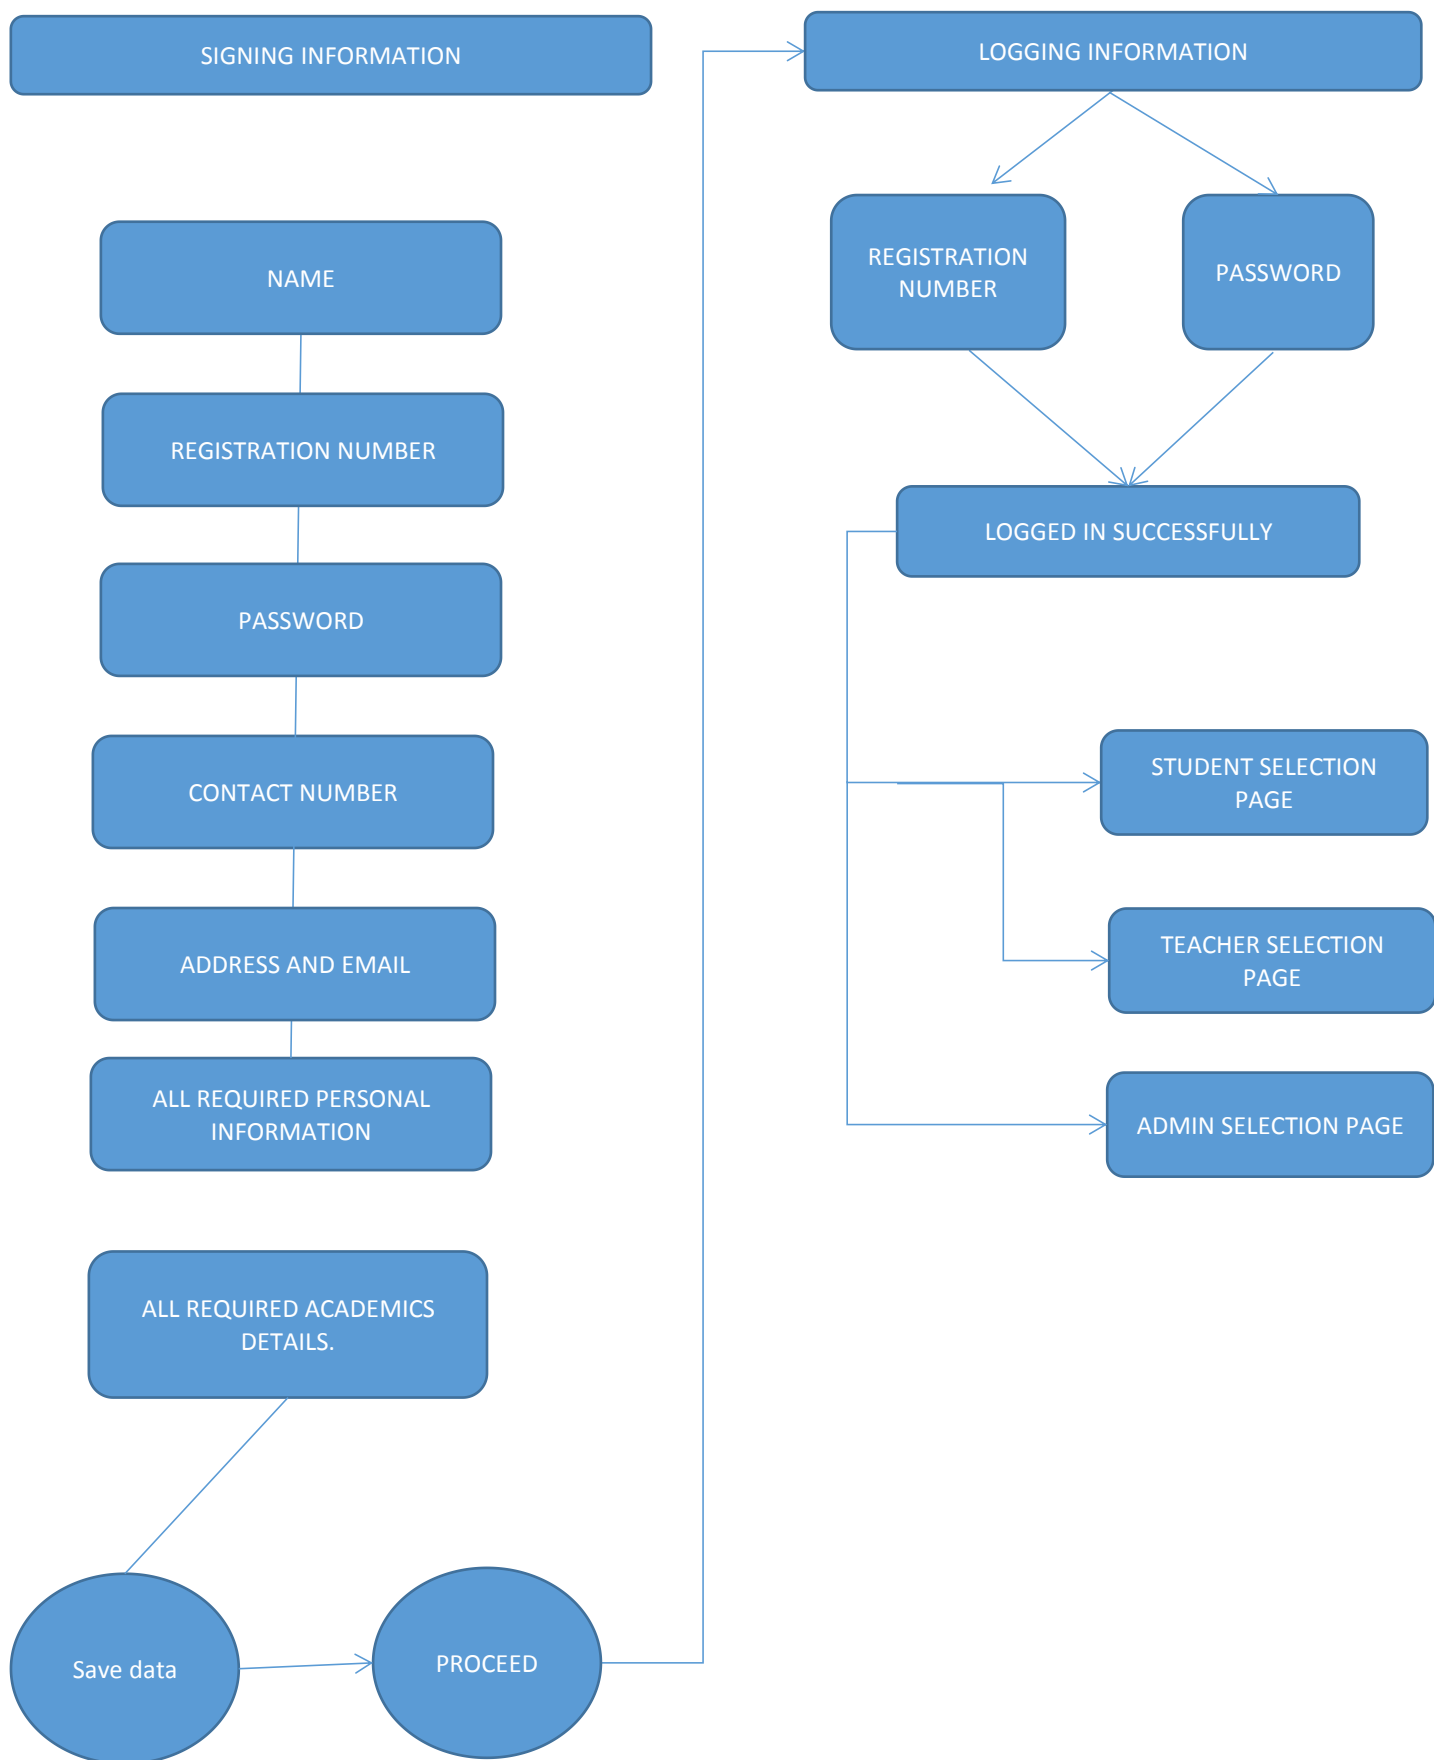 SIGNING INFORMATION
NAME
REGISTRATION NUMBER
PASSWORD
CONTACT NUMBER
ADDRESS AND EMAIL
ALL REQUIRED PERSONAL
INFORMATION
ALL REQUIRED ACADEMICS
DETAILS.
Save data
PROCEED
LOGGING INFORMATION
REGISTRATION
NUMBER
PASSWORD
LOGGED IN SUCCESSFULLY
STUDENT SELECTION
PAGE
TEACHER SELECTION
PAGE
ADMIN SELECTION PAGE